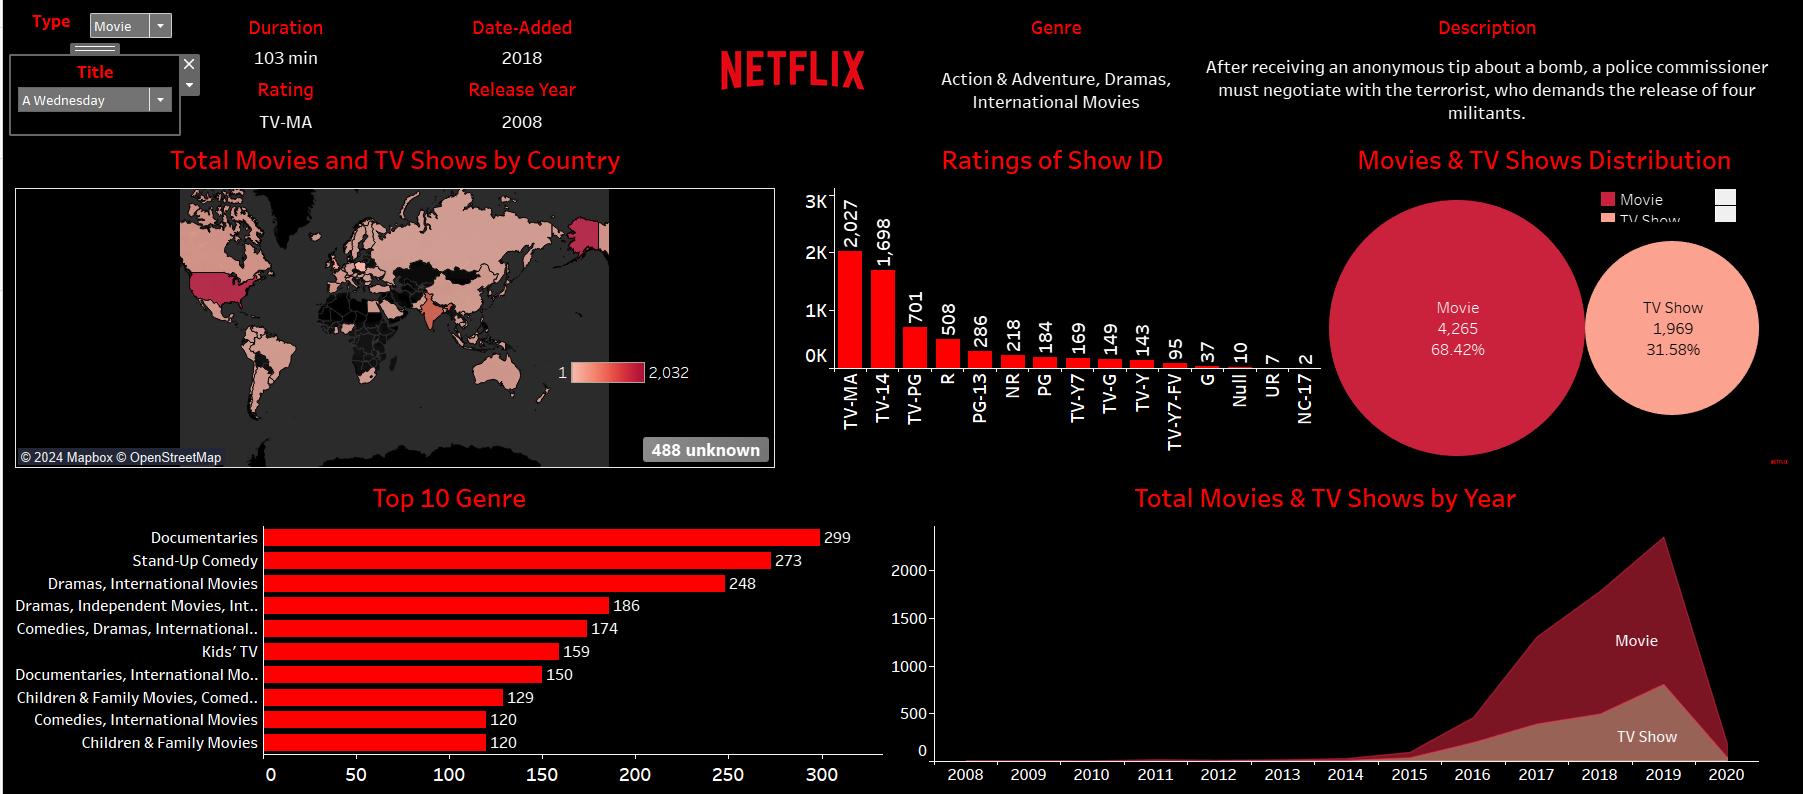 Type
Movie
Title
A Wednesday
Duration
103 min
Rating
TV-MA
Date-Added
2018
Release Year
2008
NETFLIX
Genre
Action & Adventure, Dramas,
International Movies
Description
After receiving an anonymous tip about a bomb, a police commissioner
must negotiate with the terrorist, who demands the release of four
militants.
Total Movies and TV Shows by Country
1
2,032
488 unknown
© 2024 Mapbox © OpenStreetMap
Ratings of Show ID
3K
2K
1K
0K
2,027
1,698
701
508
286
218
184
169
149
143
95
37
10
7
2
TV-MA
TV-14
TV-PG
R
PG-13
NR
PG
TV-Y7
TV-G
TV-Y
TV-Y7-FV
G
Null
UR
NC-17
Movies & TV Shows Distribution
Movie
TV Show
Movie
4,265
68.42%
TV Show
1,969
31.58%
NETFLIX
Top 10 Genre
Documentaries 299
Stand-Up Comedy 273
Dramas, International Movies 248
Dramas, Independent Movies, Int.. 186
Comedies, Dramas, International.. 174
Kids' TV 159
Documentaries, International Mo.. 150
Children & Family Movies, Comed.. 129
Comedies, International Movies 120
Children & Family Movies 120
0 50 100 150 200 250 300
Total Movies & TV Shows by Year
2000
1500
1000
500
0
Movie
TV Show
2008 2009 2010 2011 2012 2013 2014 2015 2016 2017 2018 2019 2020